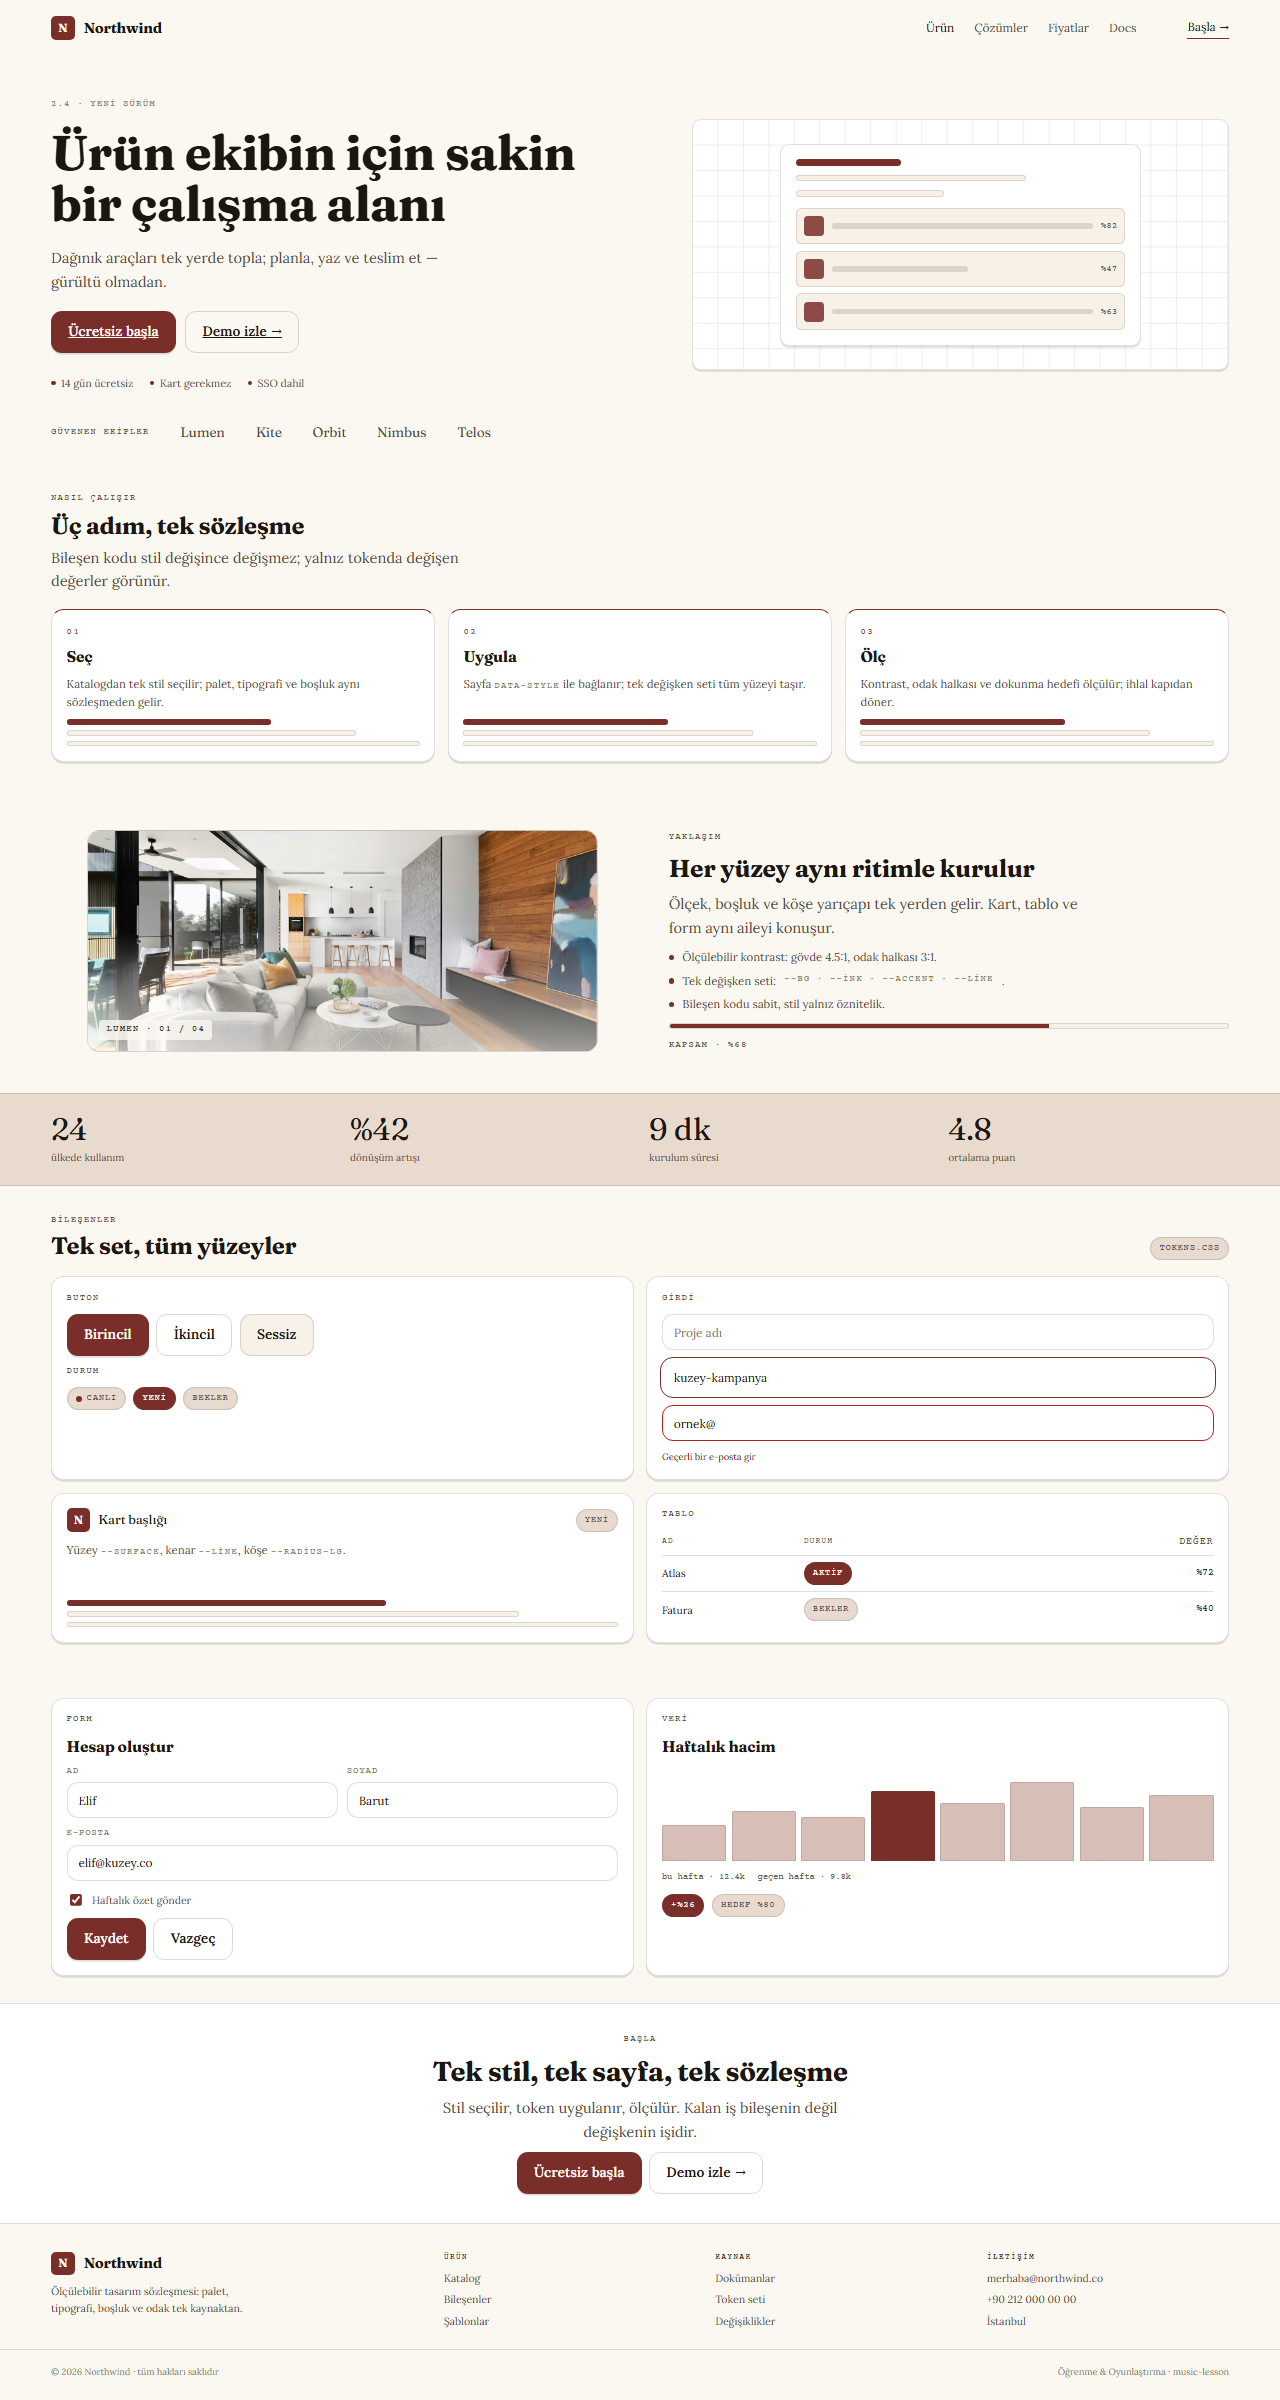 N Northwind
Ürün Çözümler Fiyatlar Docs Başla →
2.4 · YENİ SÜRÜM
Ürün ekibin için sakin
bir çalışma alanı
Dağınık araçları tek yerde topla; planla, yaz ve teslim et —
gürültü olmadan.
Ücretsiz başla Demo izle →
14 gün ücretsiz Kart gerekmez SSO dahil
%82
%47
%63
GÜVENEN EKİPLER Lumen Kite Orbit Nimbus Telos
NASIL ÇALIŞIR
Üç adım, tek sözleşme
Bileşen kodu stil değişince değişmez; yalnız tokenda değişen
değerler görünür.
01
Seç
Katalogdan tek stil seçilir; palet, tipografi ve boşluk aynı
sözleşmeden gelir.
02
Uygula
Sayfa DATA-STYLE ile bağlanır; tek değişken seti tüm yüzeyi taşır.
03
Ölç
Kontrast, odak halkası ve dokunma hedefi ölçülür; ihlal kapıdan
döner.
LUMEN · 01 / 04
YAKLAŞIM
Her yüzey aynı ritimle kurulur
Ölçek, boşluk ve köşe yarıçapı tek yerden gelir. Kart, tablo ve
form aynı aileyi konuşur.
Ölçülebilir kontrast: gövde 4.5:1, odak halkası 3:1.
Tek değişken seti: --BG · --İNK · --ACCENT · --LİNE .
Bileşen kodu sabit, stil yalnız öznitelik.
KAPSAM · %68
24
ülkede kullanım
%42
dönüşüm artışı
9 dk
kurulum süresi
4.8
ortalama puan
BİLEŞENLER
Tek set, tüm yüzeyler
TOKENS.CSS
BUTON
Birincil İkincil Sessiz
DURUM
CANLI YENİ BEKLER
GİRDİ
Proje adı
kuzey-kampanya
ornek@
Geçerli bir e-posta gir
N Kart başlığı YENİ
Yüzey --SURFACE, kenar --LİNE, köşe --RADİUS-LG.
TABLO
AD DURUM DEĞER
Atlas AKTİF %72
Fatura BEKLER %40
FORM
Hesap oluştur
AD SOYAD
Elif Barut
E-POSTA
elif@kuzey.co
Haftalık özet gönder
Kaydet Vazgeç
VERİ
Haftalık hacim
bu hafta · 12.4k geçen hafta · 9.8k
+%26 HEDEF %80
BAŞLA
Tek stil, tek sayfa, tek sözleşme
Stil seçilir, token uygulanır, ölçülür. Kalan iş bileşenin değil
değişkenin işidir.
Ücretsiz başla Demo izle →
N Northwind
Ölçülebilir tasarım sözleşmesi: palet,
tipografi, boşluk ve odak tek kaynaktan.
ÜRÜN
Katalog
Bileşenler
Şablonlar
KAYNAK
Dokümanlar
Token seti
Değişiklikler
İLETİŞİM
merhaba@northwind.co
+90 212 000 00 00
İstanbul
© 2026 Northwind · tüm hakları saklıdır
Öğrenme & Oyunlaştırma · music-lesson